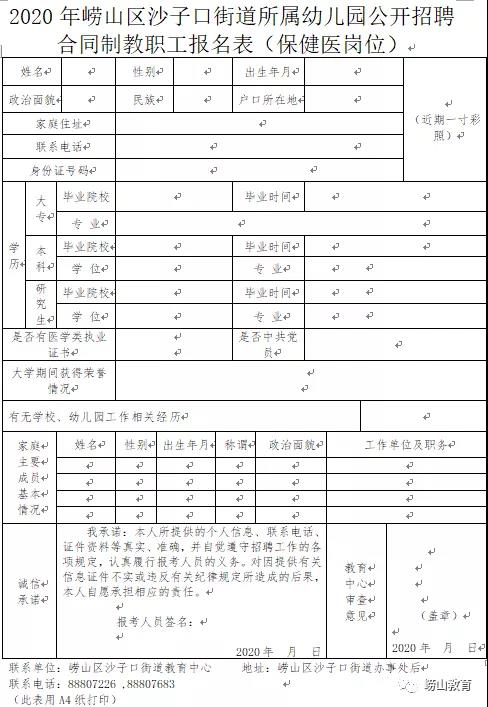 2020 年崂山区沙子口街道所属幼儿园公开招聘
合同制教职工报名表（保健医岗位）
姓名 性别 出生年月
政治面貌 民族 户口所在地
（近期一寸彩
照）
家庭住址
联系电话
身份证号码
学历
大专 毕业院校 毕业时间
专 业
本科 毕业院校 毕业时间
学 位 专 业
研究生 毕业院校 毕业时间
学 位 专 业
是否有医学类执业
证书
是否中共党
员
大学期间获得荣誉
情况
有无学校、幼儿园工作相关经历
家庭
主要
成员
基本
情况
姓名 性别 出生年月 称谓 政治面貌 工作单位及职务
诚信
承诺
我承诺：本人所提供的个人信息、联系电话、
证件资料等真实、准确，并自觉遵守招聘工作的各
项规定，认真履行报考人员的义务。对因提供有关
信息证件不实或违反有关纪律规定所造成的后果，
本人自愿承担相应的责任。
报考人员签名：
2020 年 月 日
教育
中心
审查
意见
（盖章）
2020 年 月 日
联系单位：崂山区沙子口街道教育中心 地址：崂山区沙子口街道办事处后
联系电话：88807226 ,88807683
（此表用A4纸打印）
崂山教育